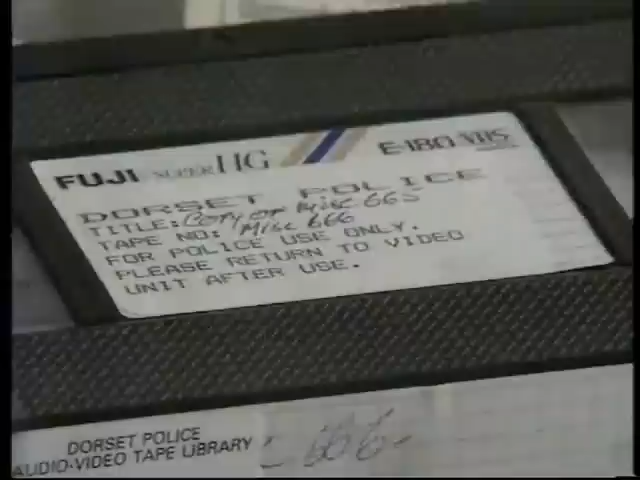 FUJI SUPER HG E-180 VHS
DORSET POLICE
TITLE: COPY OF MISC 665
TAPE NO: MISC 666
FOR POLICE USE ONLY.
PLEASE RETURN TO VIDEO
UNIT AFTER USE.
DORSET POLICE
AUDIO-VIDEO TAPE LIBRARY
666